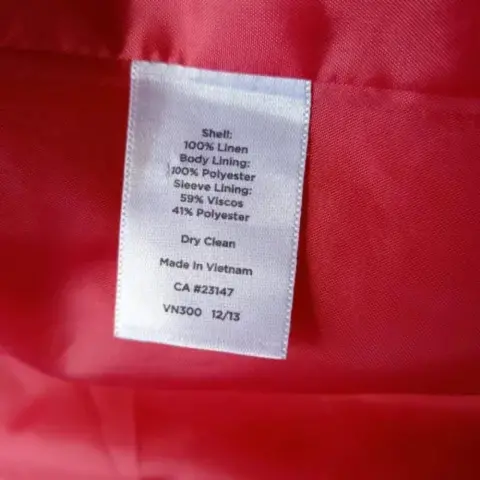 Shell:
100% Linen
Body Lining:
100% Polyester
Sleeve Lining:
59% Viscos
41% Polyester
Dry Clean
Made In Vietnam
CA #23147
VN300 12/13